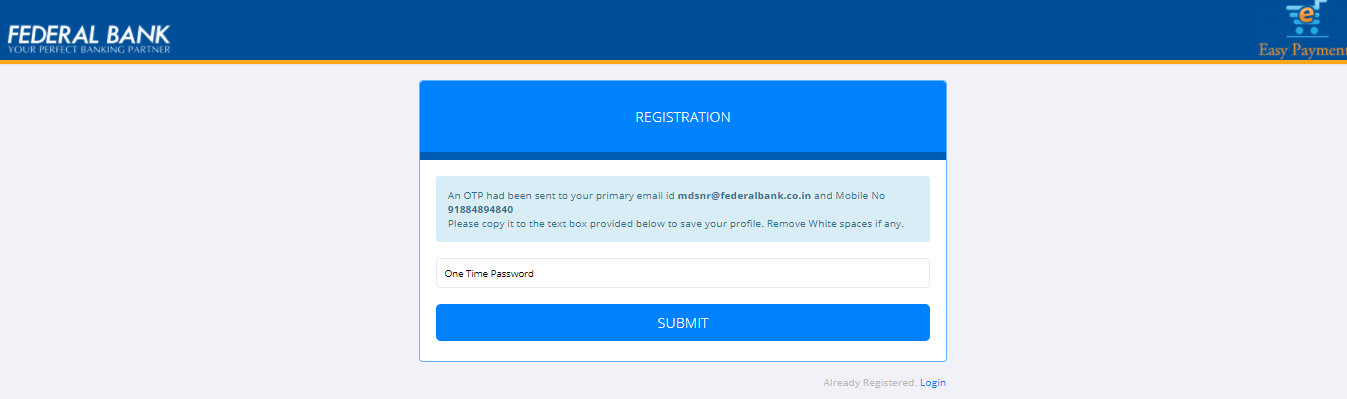 FEDERAL BANK
YOUR PERFECT BANKING PARTNER
e
Easy Payment
REGISTRATION
An OTP had been sent to your primary email id mdsnr@federalbank.co.in and Mobile No
91884894840
Please copy it to the text box provided below to save your profile. Remove White spaces if any.
One Time Password
SUBMIT
Already Registered. Login